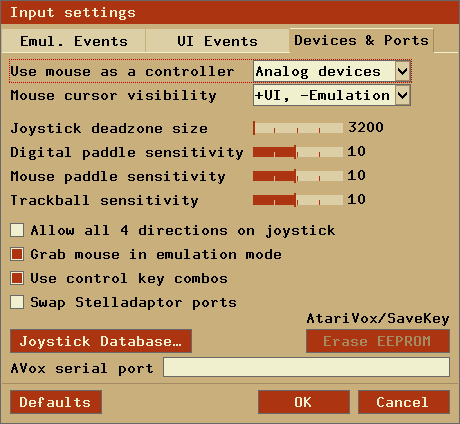 Input settings
Emul. Events UI Events Devices & Ports
Use mouse as a controller Analog devices
Mouse cursor visibility +UI, -Emulation
Joystick deadzone size 3200
Digital paddle sensitivity 10
Mouse paddle sensitivity 10
Trackball sensitivity 10
Allow all 4 directions on joystick
Grab mouse in emulation mode
Use control key combos
Swap Stelladaptor ports
AtariVox/SaveKey
Joystick Database… Erase EEPROM
AVox serial port
Defaults OK Cancel